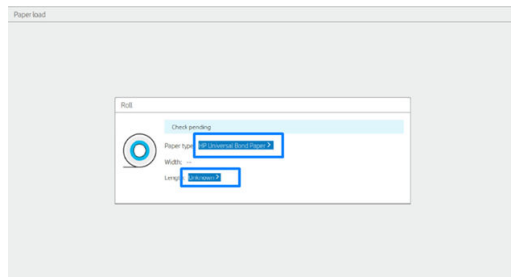 Paper load
Roll
Check pending
Paper type: HP Universal Bond Paper >
Width: --
Length: Unknown >